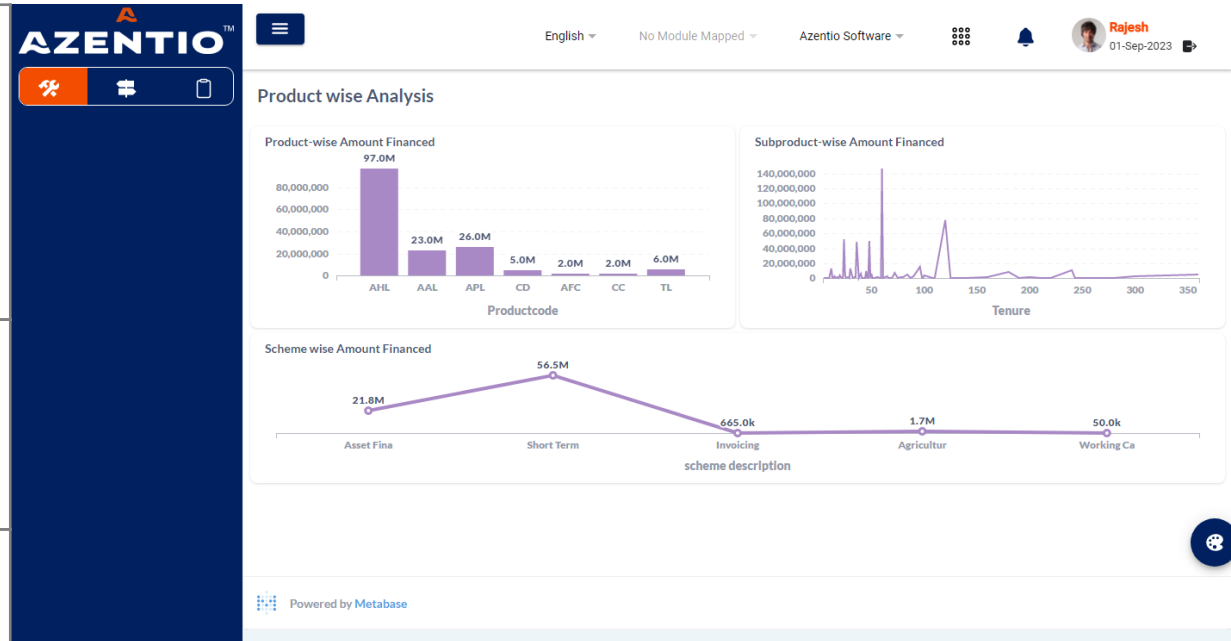 AZENTIO™
English
No Module Mapped
Azentio Software
Rajesh
01-Sep-2023
Product wise Analysis
Product-wise Amount Financed
97.0M
80,000,000
60,000,000
40,000,000
20,000,000
0
23.0M
26.0M
5.0M
2.0M
2.0M
6.0M
AHL AAL APL CD AFC CC TL
Productcode
Subproduct-wise Amount Financed
140,000,000
120,000,000
100,000,000
80,000,000
60,000,000
40,000,000
20,000,000
0
50 100 150 200 250 300 350
Tenure
Scheme wise Amount Financed
21.8M
56.5M
665.0k
1.7M
50.0k
Asset Fina Short Term Invoicing Agricultur Working Ca
scheme description
Powered by Metabase